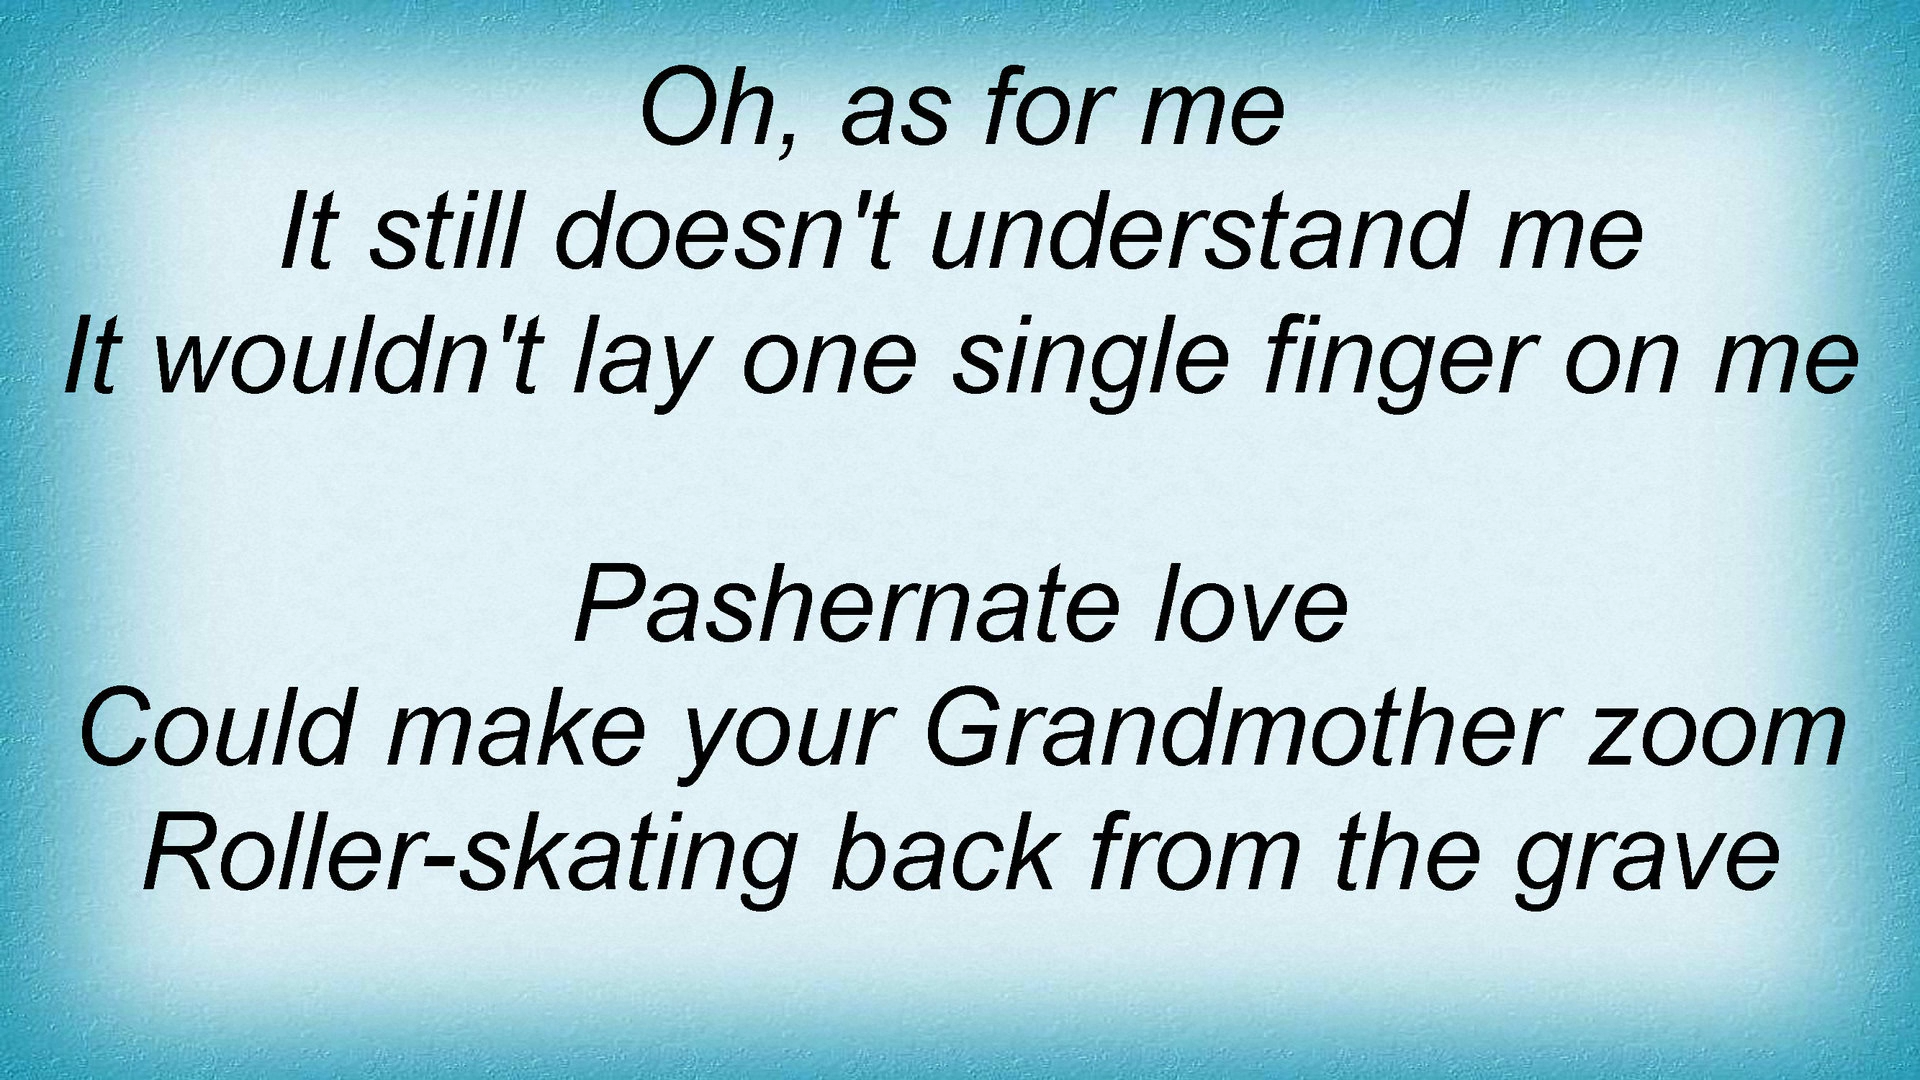 Oh, as for me
It still doesn't understand me
It wouldn't lay one single finger on me
Pashernate love
Could make your Grandmother zoom
Roller-skating back from the grave